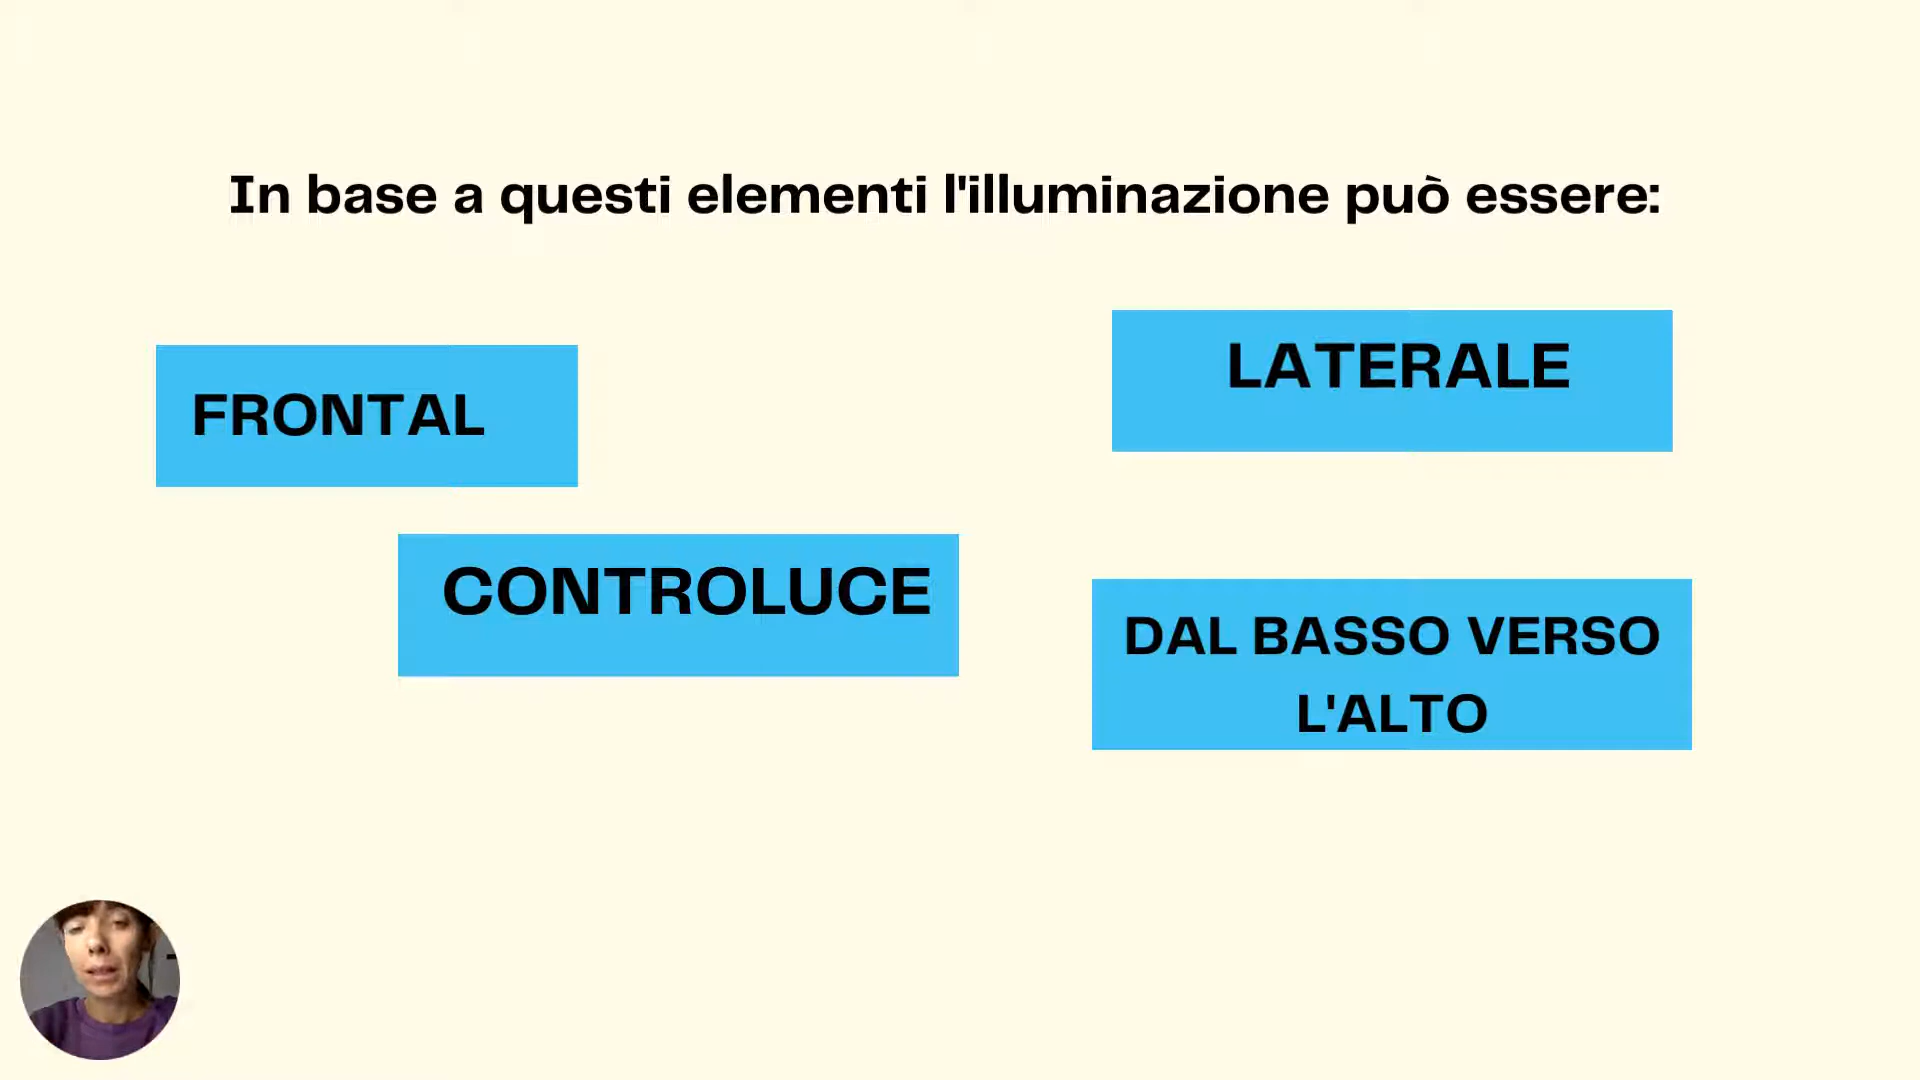 In base a questi elementi l'illuminazione può essere:
FRONTAL
LATERALE
CONTROLUCE
DAL BASSO VERSO
L'ALTO